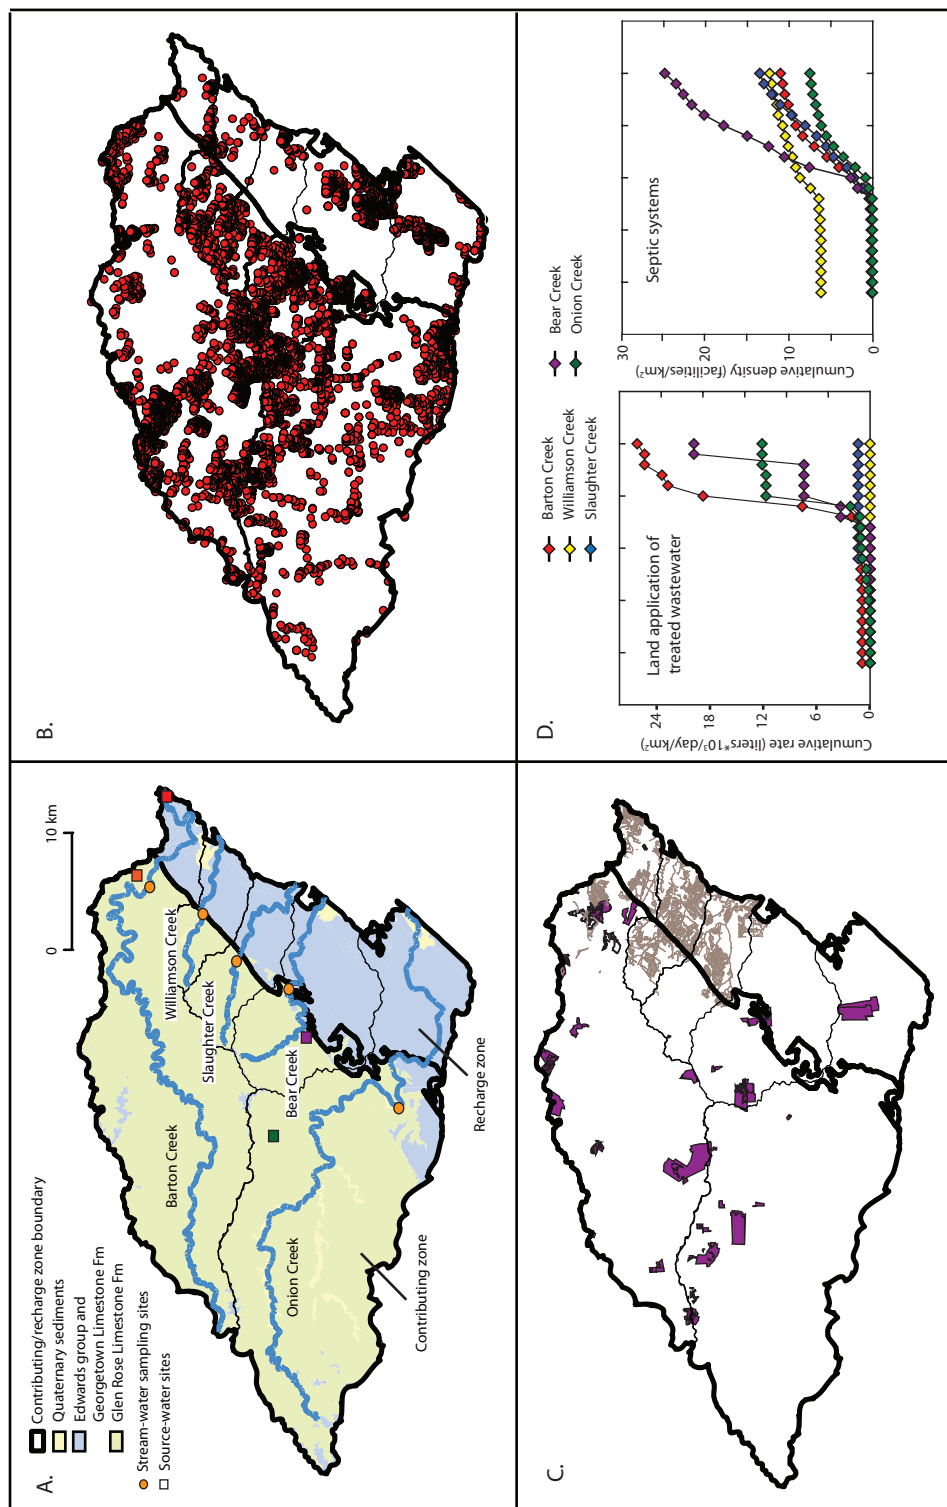 A.
Contributing/recharge zone boundary
Quaternary sediments
Edwards group and
Georgetown Limestone Fm
Glen Rose Limestone Fm
Stream-water sampling sites
Source-water sites
0 10 km
Barton Creek
Williamson Creek
Slaughter Creek
Bear Creek
Onion Creek
Contributing zone
Recharge zone
B.
C.
D.
Cumulative rate (liters*10³/day/km²)
24
18
12
6
0
Land application of
treated wastewater
Barton Creek
Williamson Creek
Slaughter Creek
Bear Creek
Onion Creek
Cumulative density (facilities/km²)
30
20
10
0
Septic systems